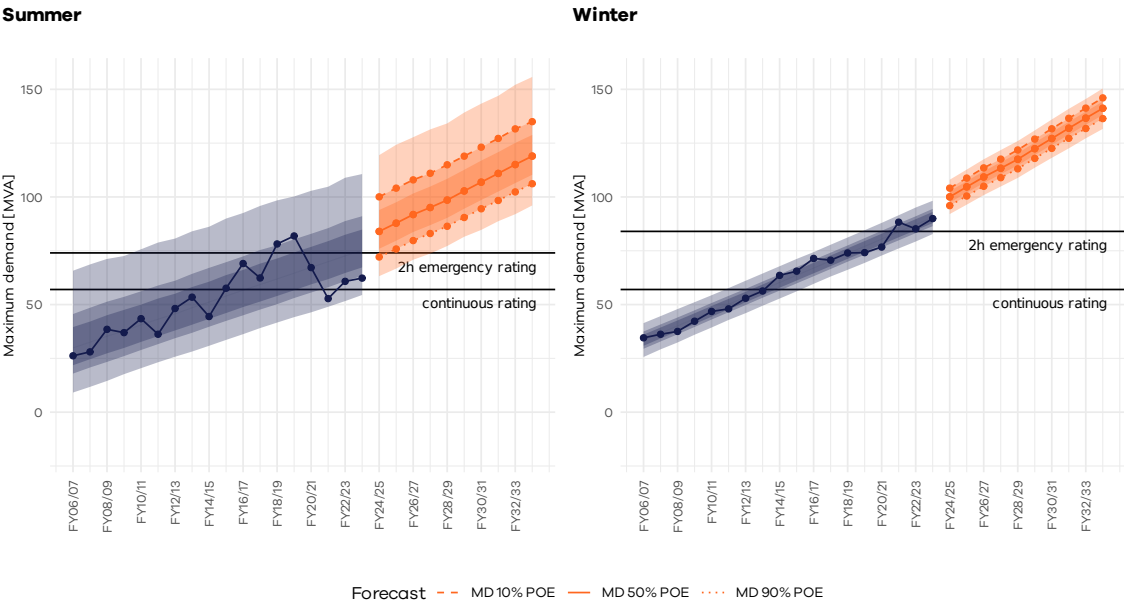 Summer
Maximum demand [MVA]
150
100
50
0
2h emergency rating
continuous rating
FY06/07
FY08/09
FY10/11
FY12/13
FY14/15
FY16/17
FY18/19
FY20/21
FY22/23
FY24/25
FY26/27
FY28/29
FY30/31
FY32/33
Winter
Maximum demand [MVA]
150
100
50
0
2h emergency rating
continuous rating
FY06/07
FY08/09
FY10/11
FY12/13
FY14/15
FY16/17
FY18/19
FY20/21
FY22/23
FY24/25
FY26/27
FY28/29
FY30/31
FY32/33
Forecast MD 10% POE MD 50% POE MD 90% POE